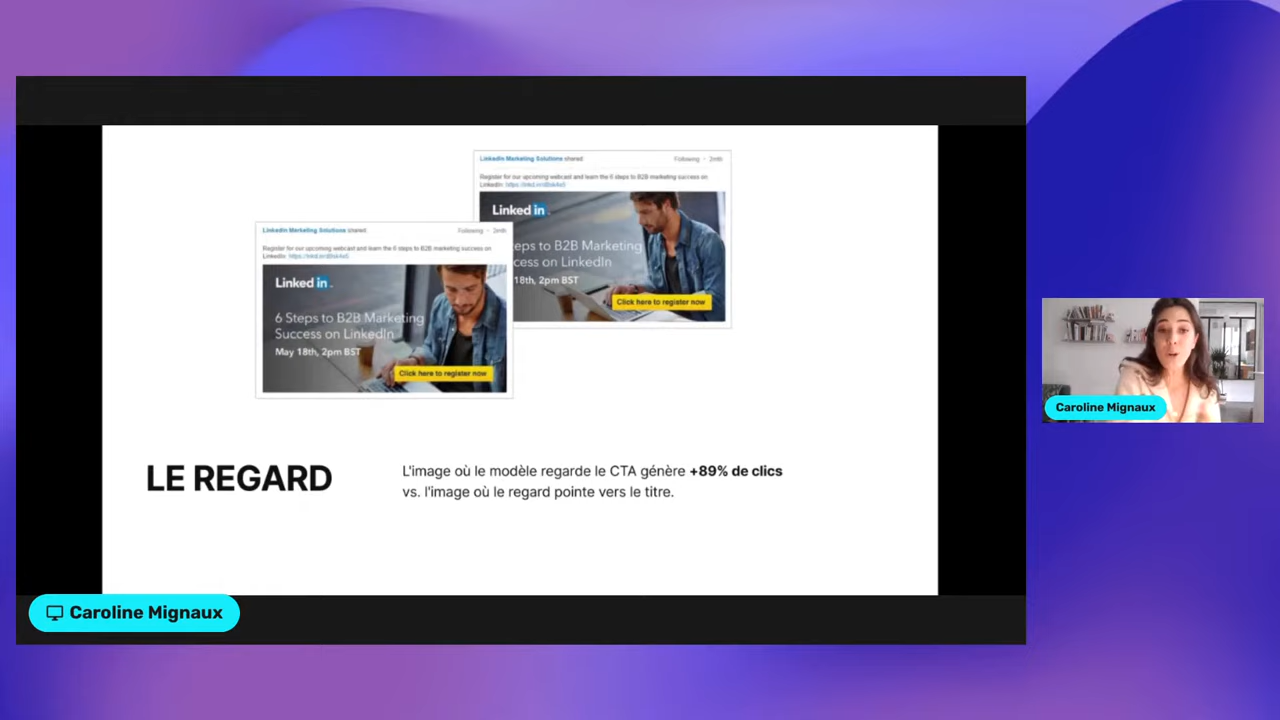 LinkedIn Marketing Solutions shared
Following · 2mth
Register for our upcoming webcast and learn the 6 steps to B2B marketing success on
LinkedIn:
Linked in.
eps to B2B Marketing
cess on LinkedIn
18th, 2pm BST
Click here to register now
LinkedIn Marketing Solutions shared
Following · 2mth
Register for our upcoming webcast and learn the 6 steps to B2B marketing success on
LinkedIn:
Linked in.
6 Steps to B2B Marketing
Success on LinkedIn
May 18th, 2pm BST
Click here to register now
LE REGARD
L'image où le modèle regarde le CTA génère +89% de clics
vs. l'image où le regard pointe vers le titre.
Caroline Mignaux
Caroline Mignaux